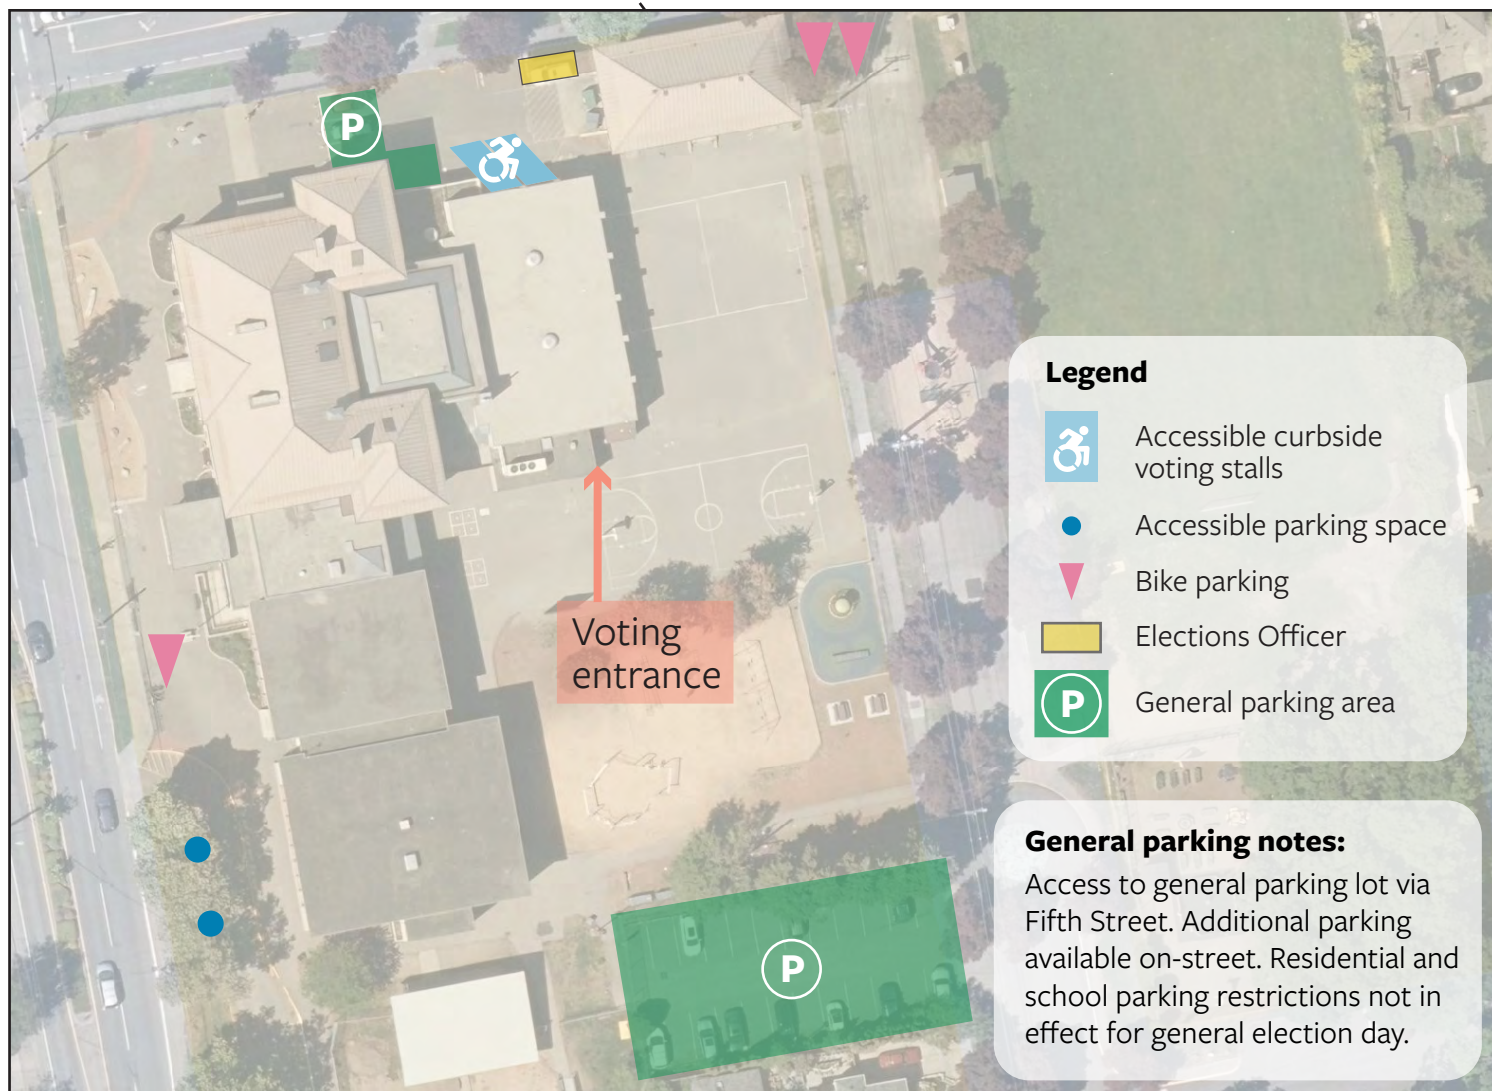 P
Voting
entrance
P
Legend
Accessible curbside
voting stalls
Accessible parking space
Bike parking
Elections Officer
P
General parking area
General parking notes:
Access to general parking lot via
Fifth Street. Additional parking
available on-street. Residential and
school parking restrictions not in
effect for general election day.